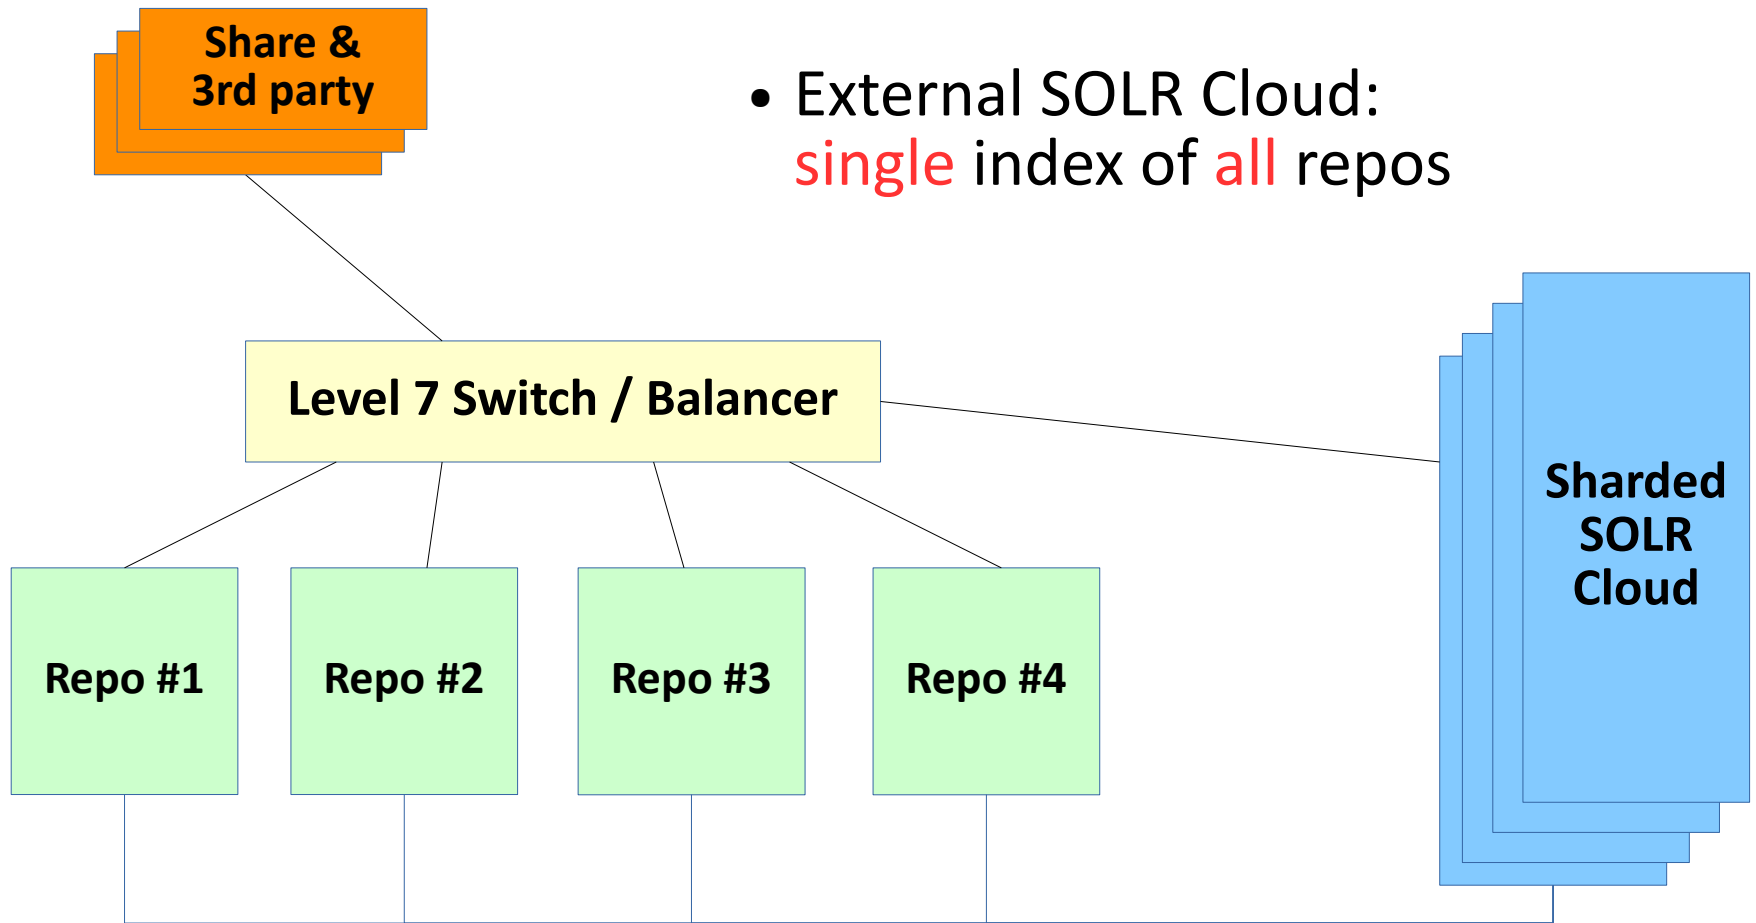 Share &
3rd party
• External SOLR Cloud:
single index of all repos
Level 7 Switch / Balancer
Sharded
SOLR
Cloud
Repo #1
Repo #2
Repo #3
Repo #4